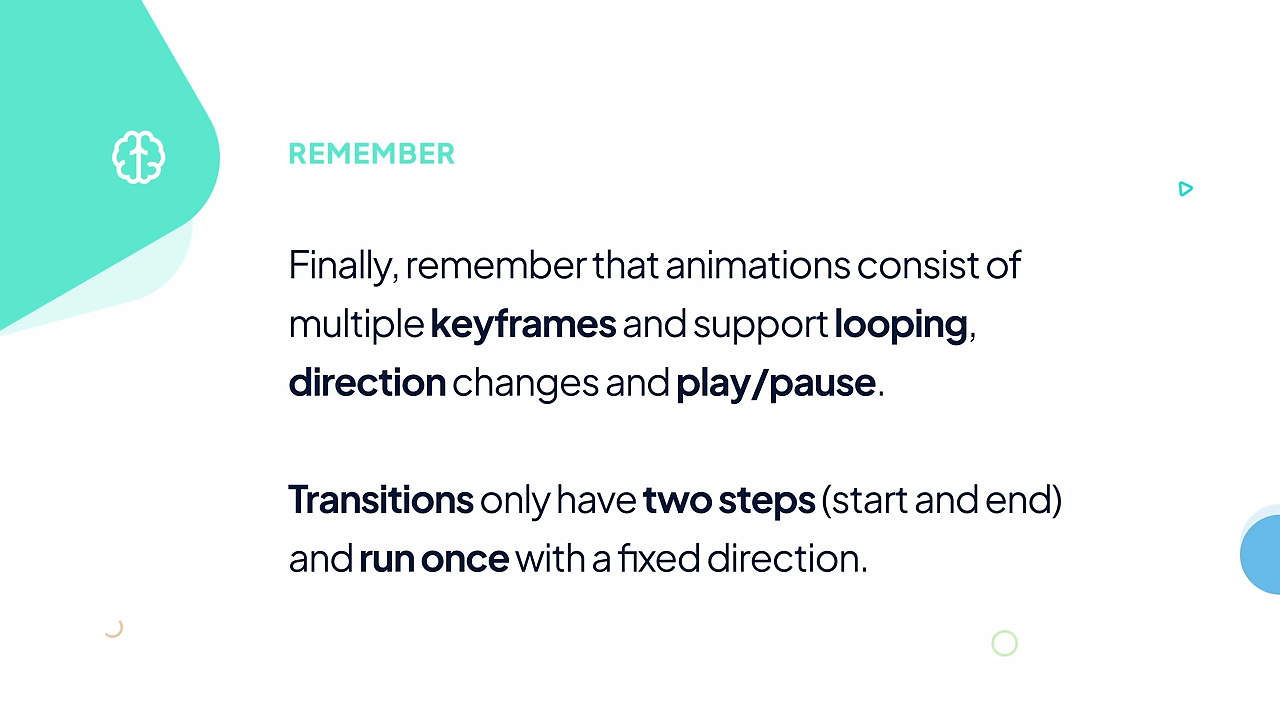 REMEMBER
Finally, remember that animations consist of
multiple keyframes and support looping,
direction changes and play/pause.
Transitions only have two steps (start and end)
and run once with a fixed direction.